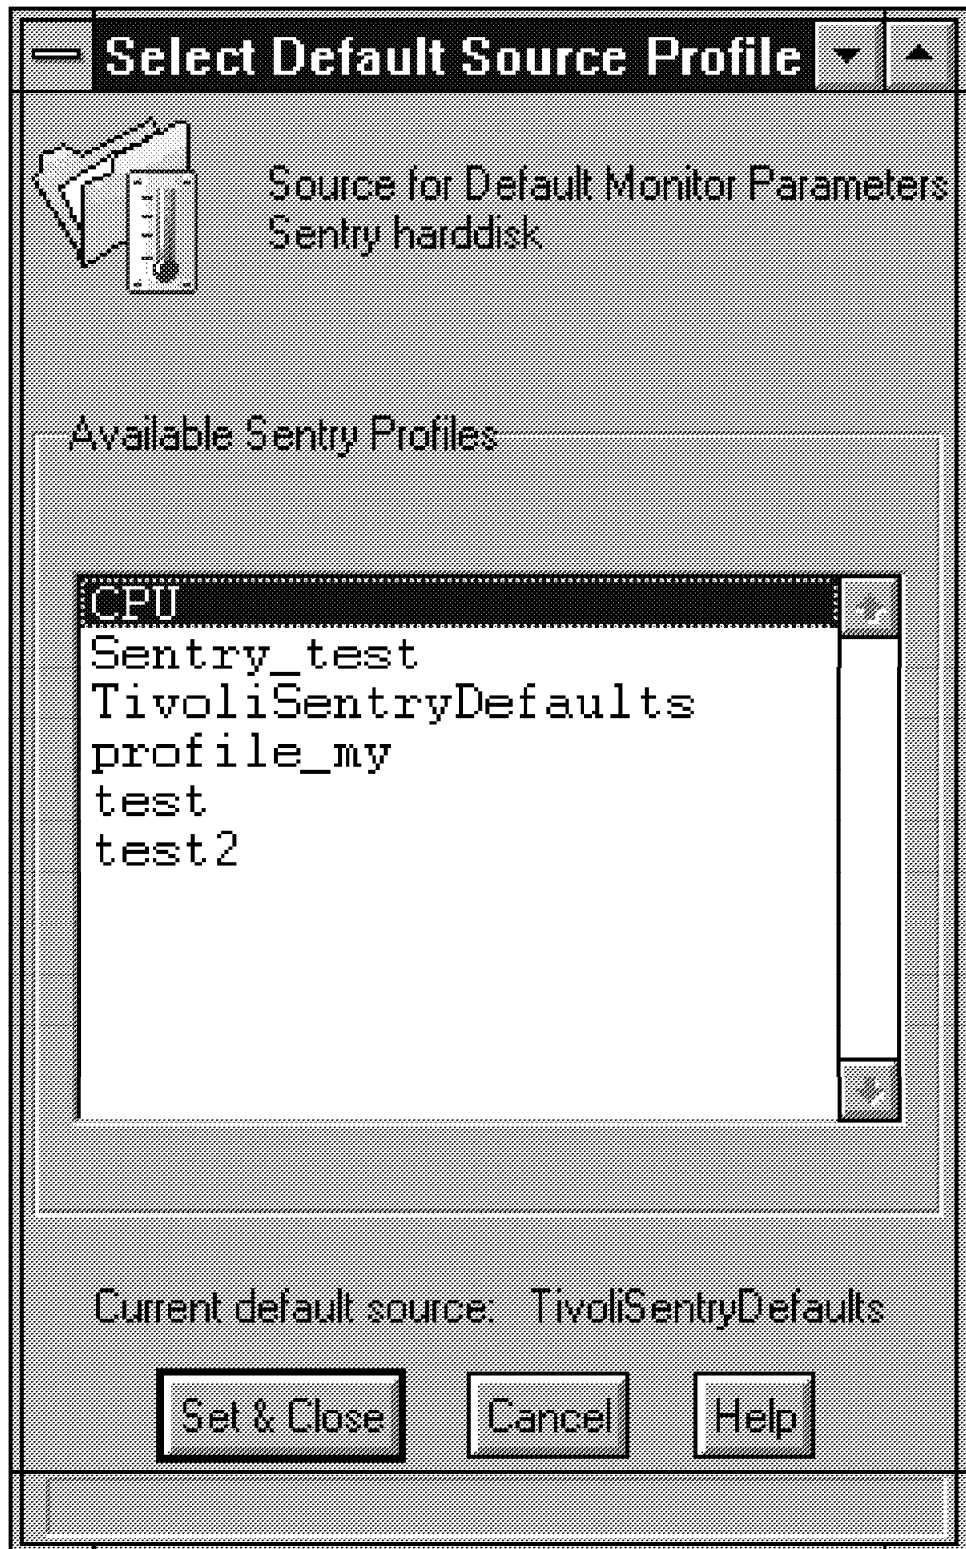 Select Default Source Profile
Source for Default Monitor Parameters
Sentry harddisk
Available Sentry Profiles
CPU
Sentry_test
TivoliSentryDefaults
profile_my
test
test2
Current default source: TivoliSentryDefaults
Set & Close Cancel Help